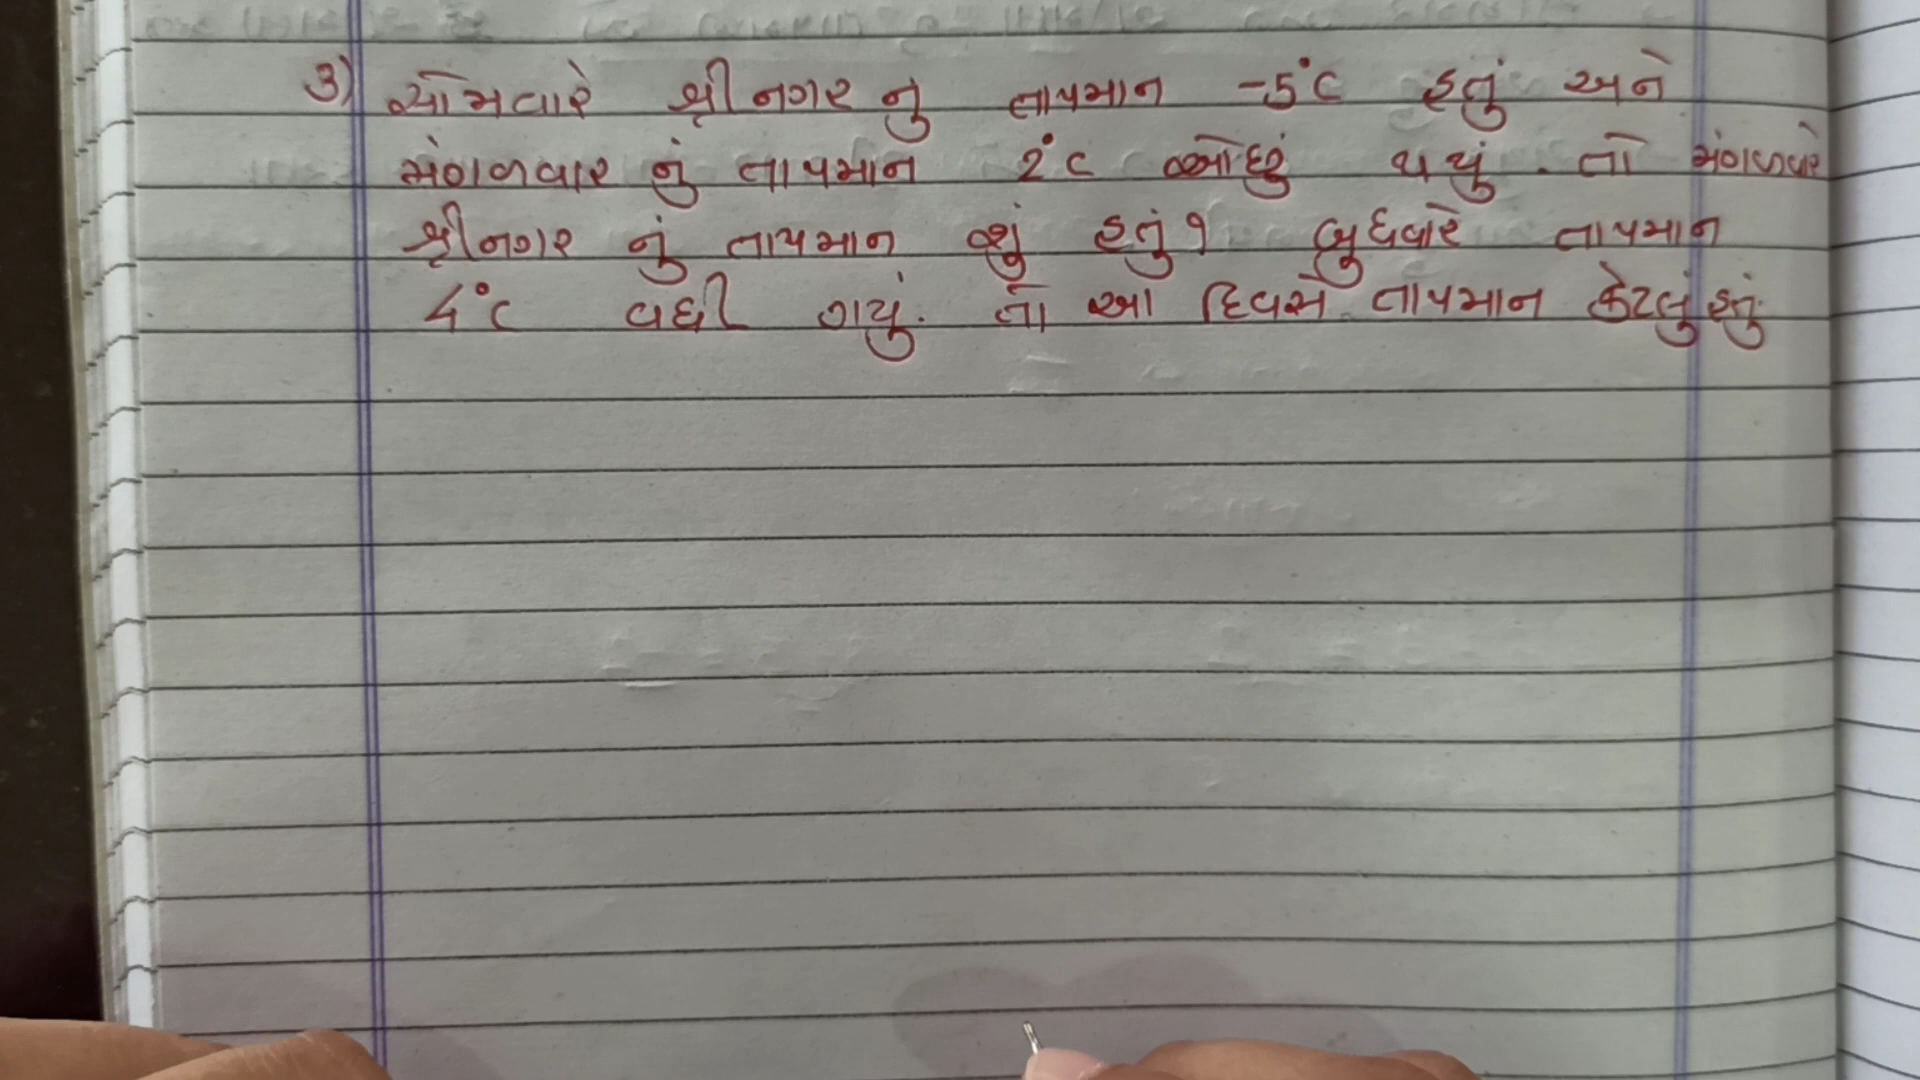 3) સોમવારે શ્રીનગર નુ તાપમાન -5°C હતું અને
મંગળવાર નું તાપમાન 2°C ઓછું થયું. તો મંગળવારે
શ્રીનગર નું તાપમાન શું હતું? બુધવારે તાપમાન
4°C વધી ગયું. તો આ દિવસે તાપમાન કેટલું હતું.